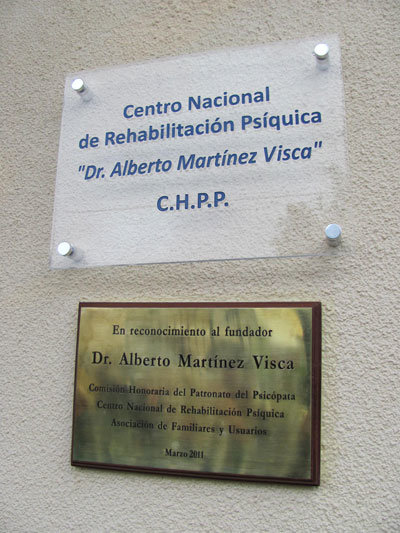 Centro Nacional
de Rehabilitación Psíquica
"Dr. Alberto Martínez Visca"
C.H.P.P.
En reconocimiento al fundador
Dr. Alberto Martínez Visca
Comisión Honoraria del Patronato del Psicópata
Centro Nacional de Rehabilitación Psíquica
Asociación de Familiares y Usuarios
Marzo 2011